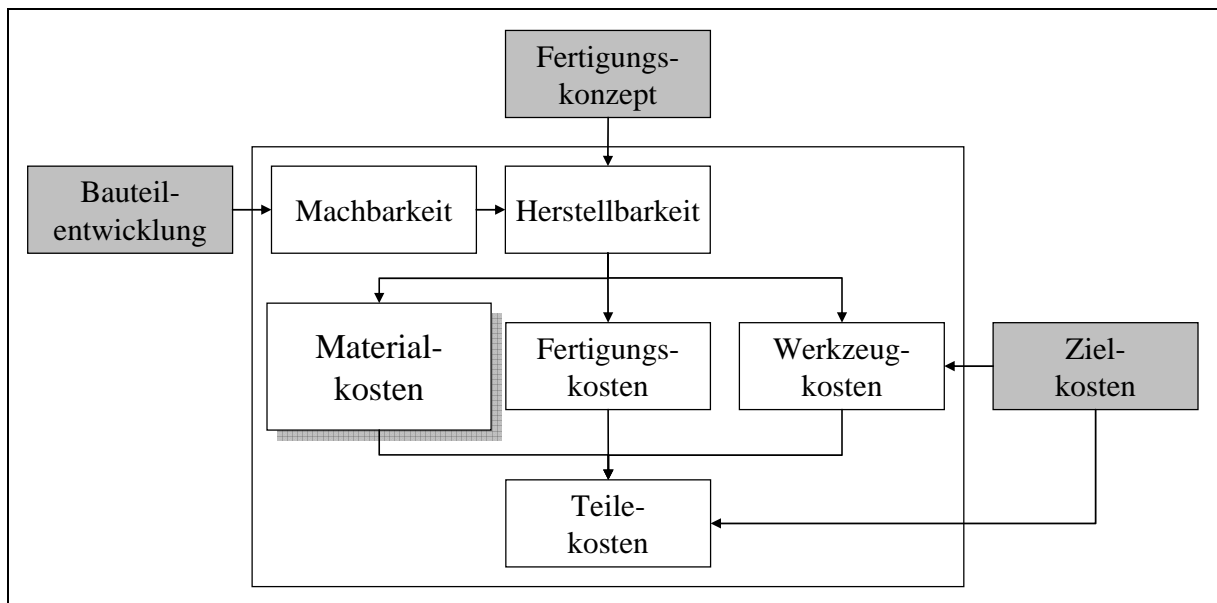 Fertigungs-
konzept
Bauteil-
entwicklung
Machbarkeit
Herstellbarkeit
Material-
kosten
Fertigungs-
kosten
Werkzeug-
kosten
Ziel-
kosten
Teile-
kosten